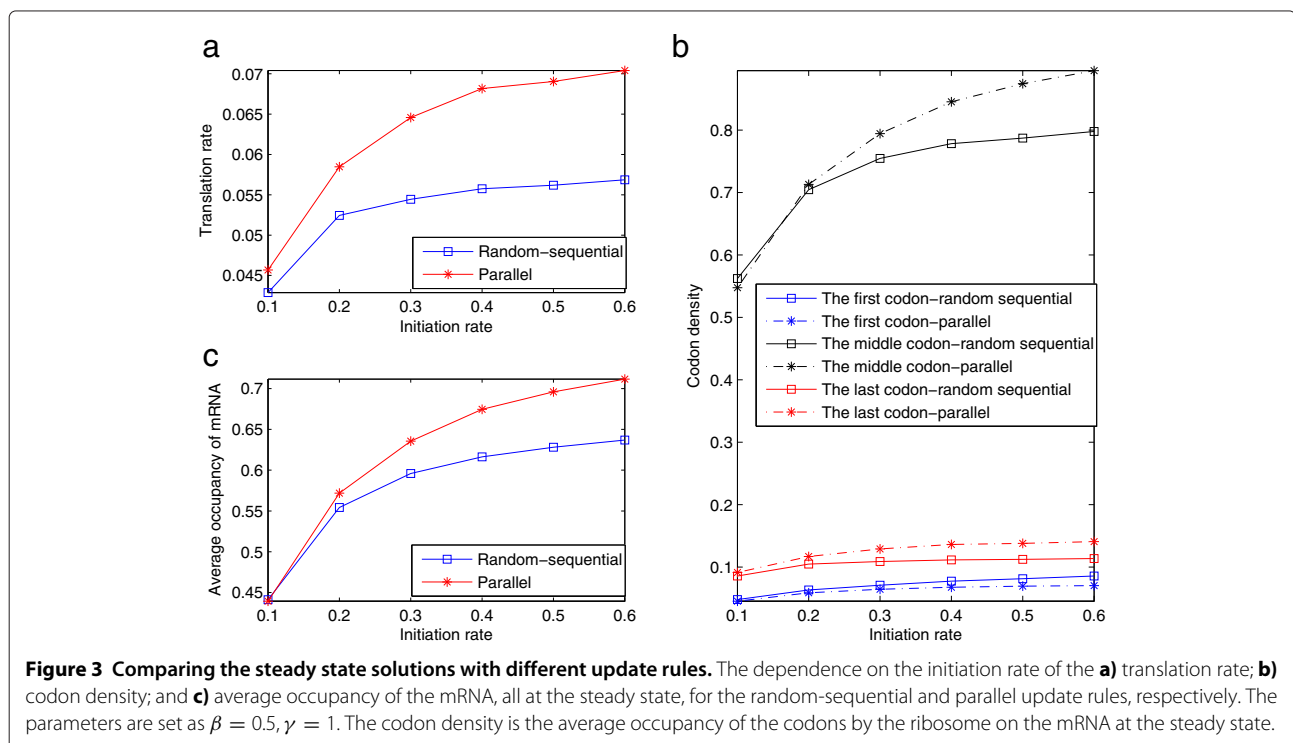 a
0.07
0.065
0.06
0.055
0.05
0.045
Translation rate
0.1 0.2 0.3 0.4 0.5 0.6
Initiation rate
Random−sequential
Parallel
b
0.8
0.7
0.6
0.5
0.4
0.3
0.2
0.1
Codon density
The first codon−random sequential
The first codon−parallel
The middle codon−random sequential
The middle codon−parallel
The last codon−random sequential
The last codon−parallel
0.1 0.2 0.3 0.4 0.5 0.6
Initiation rate
c
0.7
0.65
0.6
0.55
0.5
0.45
Average occupancy of mRNA
Random−sequential
Parallel
0.1 0.2 0.3 0.4 0.5 0.6
Initiation rate
Figure 3 Comparing the steady state solutions with different update rules. The dependence on the initiation rate of the a) translation rate; b)
codon density; and c) average occupancy of the mRNA, all at the steady state, for the random-sequential and parallel update rules, respectively. The
parameters are set as β = 0.5, γ = 1. The codon density is the average occupancy of the codons by the ribosome on the mRNA at the steady state.